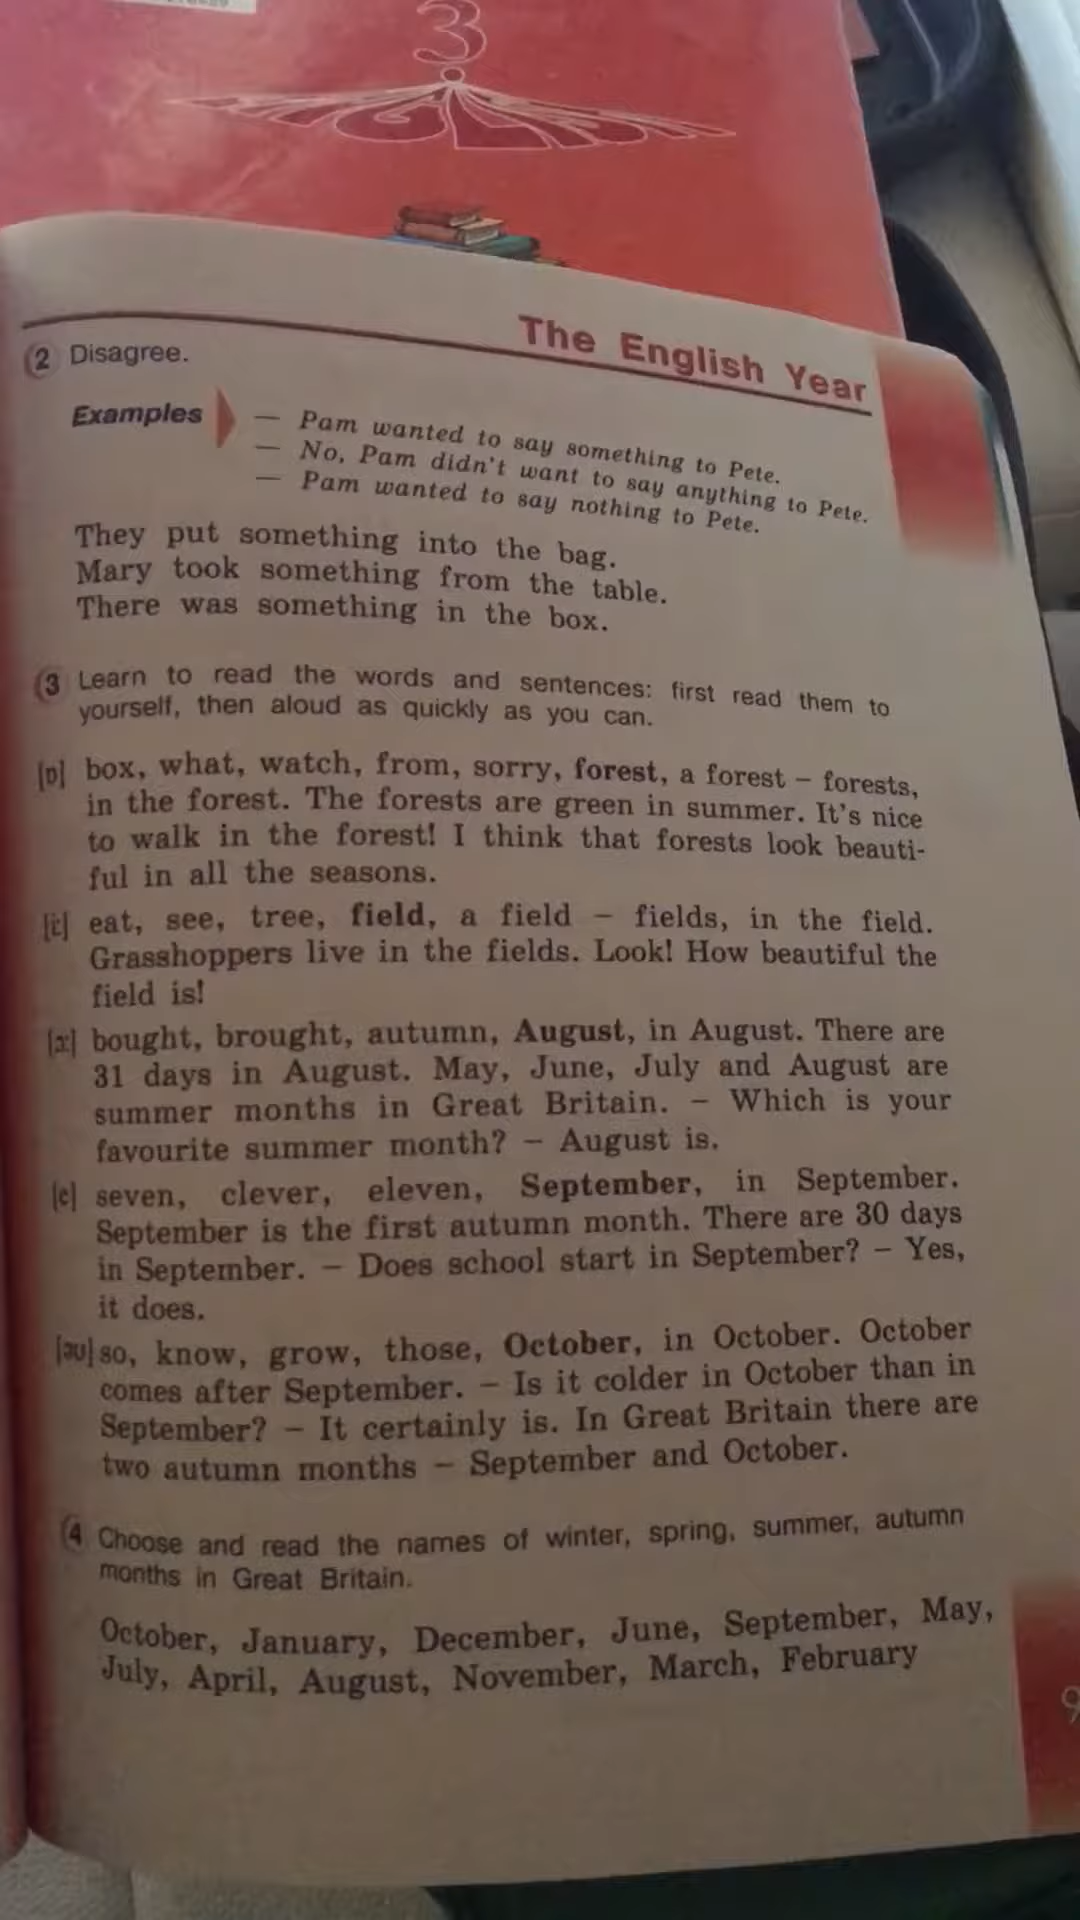 3
The English Year
2 Disagree.
Examples — Pam wanted to say something to Pete.
— No, Pam didn't want to say anything to Pete.
— Pam wanted to say nothing to Pete.
They put something into the bag.
Mary took something from the table.
There was something in the box.
3 Learn to read the words and sentences: first read them to
yourself, then aloud as quickly as you can.
[ɒ] box, what, watch, from, sorry, forest, a forest – forests,
in the forest. The forests are green in summer. It's nice
to walk in the forest! I think that forests look beauti-
ful in all the seasons.
[iː] eat, see, tree, field, a field – fields, in the field.
Grasshoppers live in the fields. Look! How beautiful the
field is!
[ɔː] bought, brought, autumn, August, in August. There are
31 days in August. May, June, July and August are
summer months in Great Britain. – Which is your
favourite summer month? – August is.
[e] seven, clever, eleven, September, in September.
September is the first autumn month. There are 30 days
in September. – Does school start in September? – Yes,
it does.
[əʊ] so, know, grow, those, October, in October. October
comes after September. – Is it colder in October than in
September? – It certainly is. In Great Britain there are
two autumn months – September and October.
4 Choose and read the names of winter, spring, summer, autumn
months in Great Britain.
October, January, December, June, September, May,
July, April, August, November, March, February
9